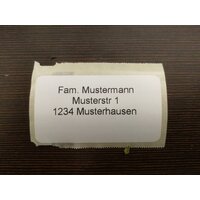 Fam. Mustermann
Musterstr 1
1234 Musterhausen